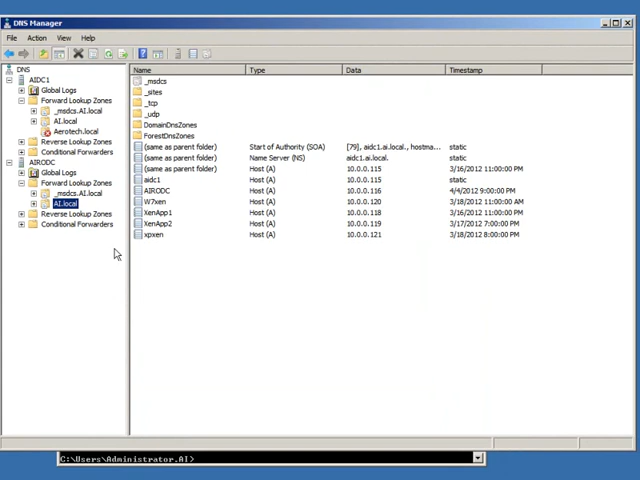 DNS Manager
File Action View Help
DNS
AIDC1
Global Logs
Forward Lookup Zones
_msdcs.AI.local
AI.local
Aerotech.local
Reverse Lookup Zones
Conditional Forwarders
AIRODC
Global Logs
Forward Lookup Zones
_msdcs.AI.local
AI.local
Reverse Lookup Zones
Conditional Forwarders
Name Type Data Timestamp
_msdcs
_sites
_tcp
_udp
DomainDnsZones
ForestDnsZones
(same as parent folder) Start of Authority (SOA) [79], aidc1.ai.local., hostma... static
(same as parent folder) Name Server (NS) aidc1.ai.local. static
(same as parent folder) Host (A) 10.0.0.115 3/16/2012 11:00:00 PM
aidc1 Host (A) 10.0.0.115 static
AIRODC Host (A) 10.0.0.116 4/4/2012 9:00:00 PM
W7xen Host (A) 10.0.0.120 3/18/2012 11:00:00 AM
XenApp1 Host (A) 10.0.0.118 3/16/2012 11:00:00 PM
XenApp2 Host (A) 10.0.0.119 3/17/2012 7:00:00 PM
xpxen Host (A) 10.0.0.121 3/18/2012 8:00:00 PM
C:\Users\Administrator.AI>